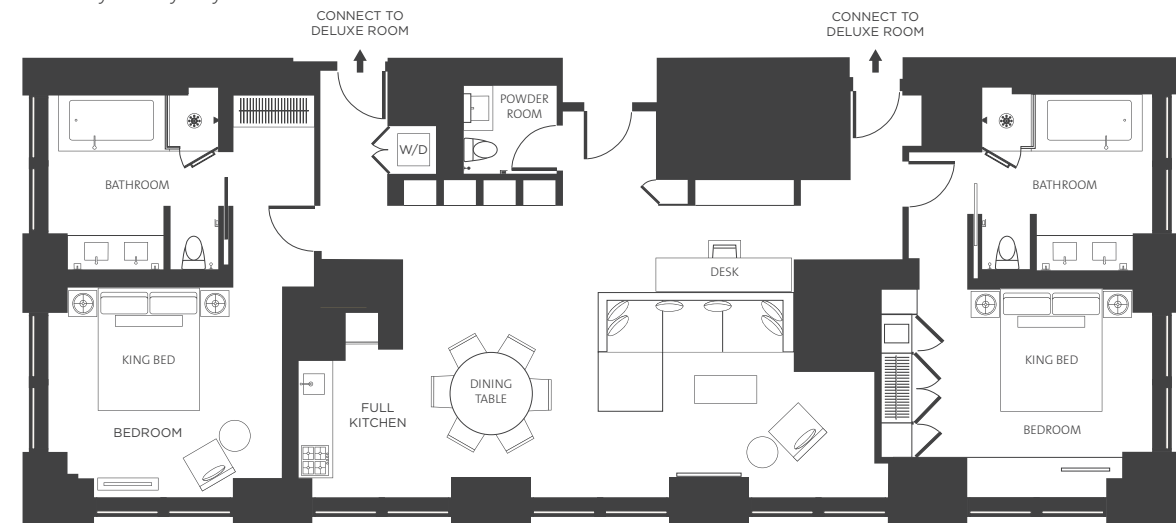 CONNECT TO
DELUXE ROOM
CONNECT TO
DELUXE ROOM
POWDER
ROOM
W/D
BATHROOM
BATHROOM
DESK
KING BED
DINING
TABLE
KING BED
FULL
KITCHEN
BEDROOM
BEDROOM